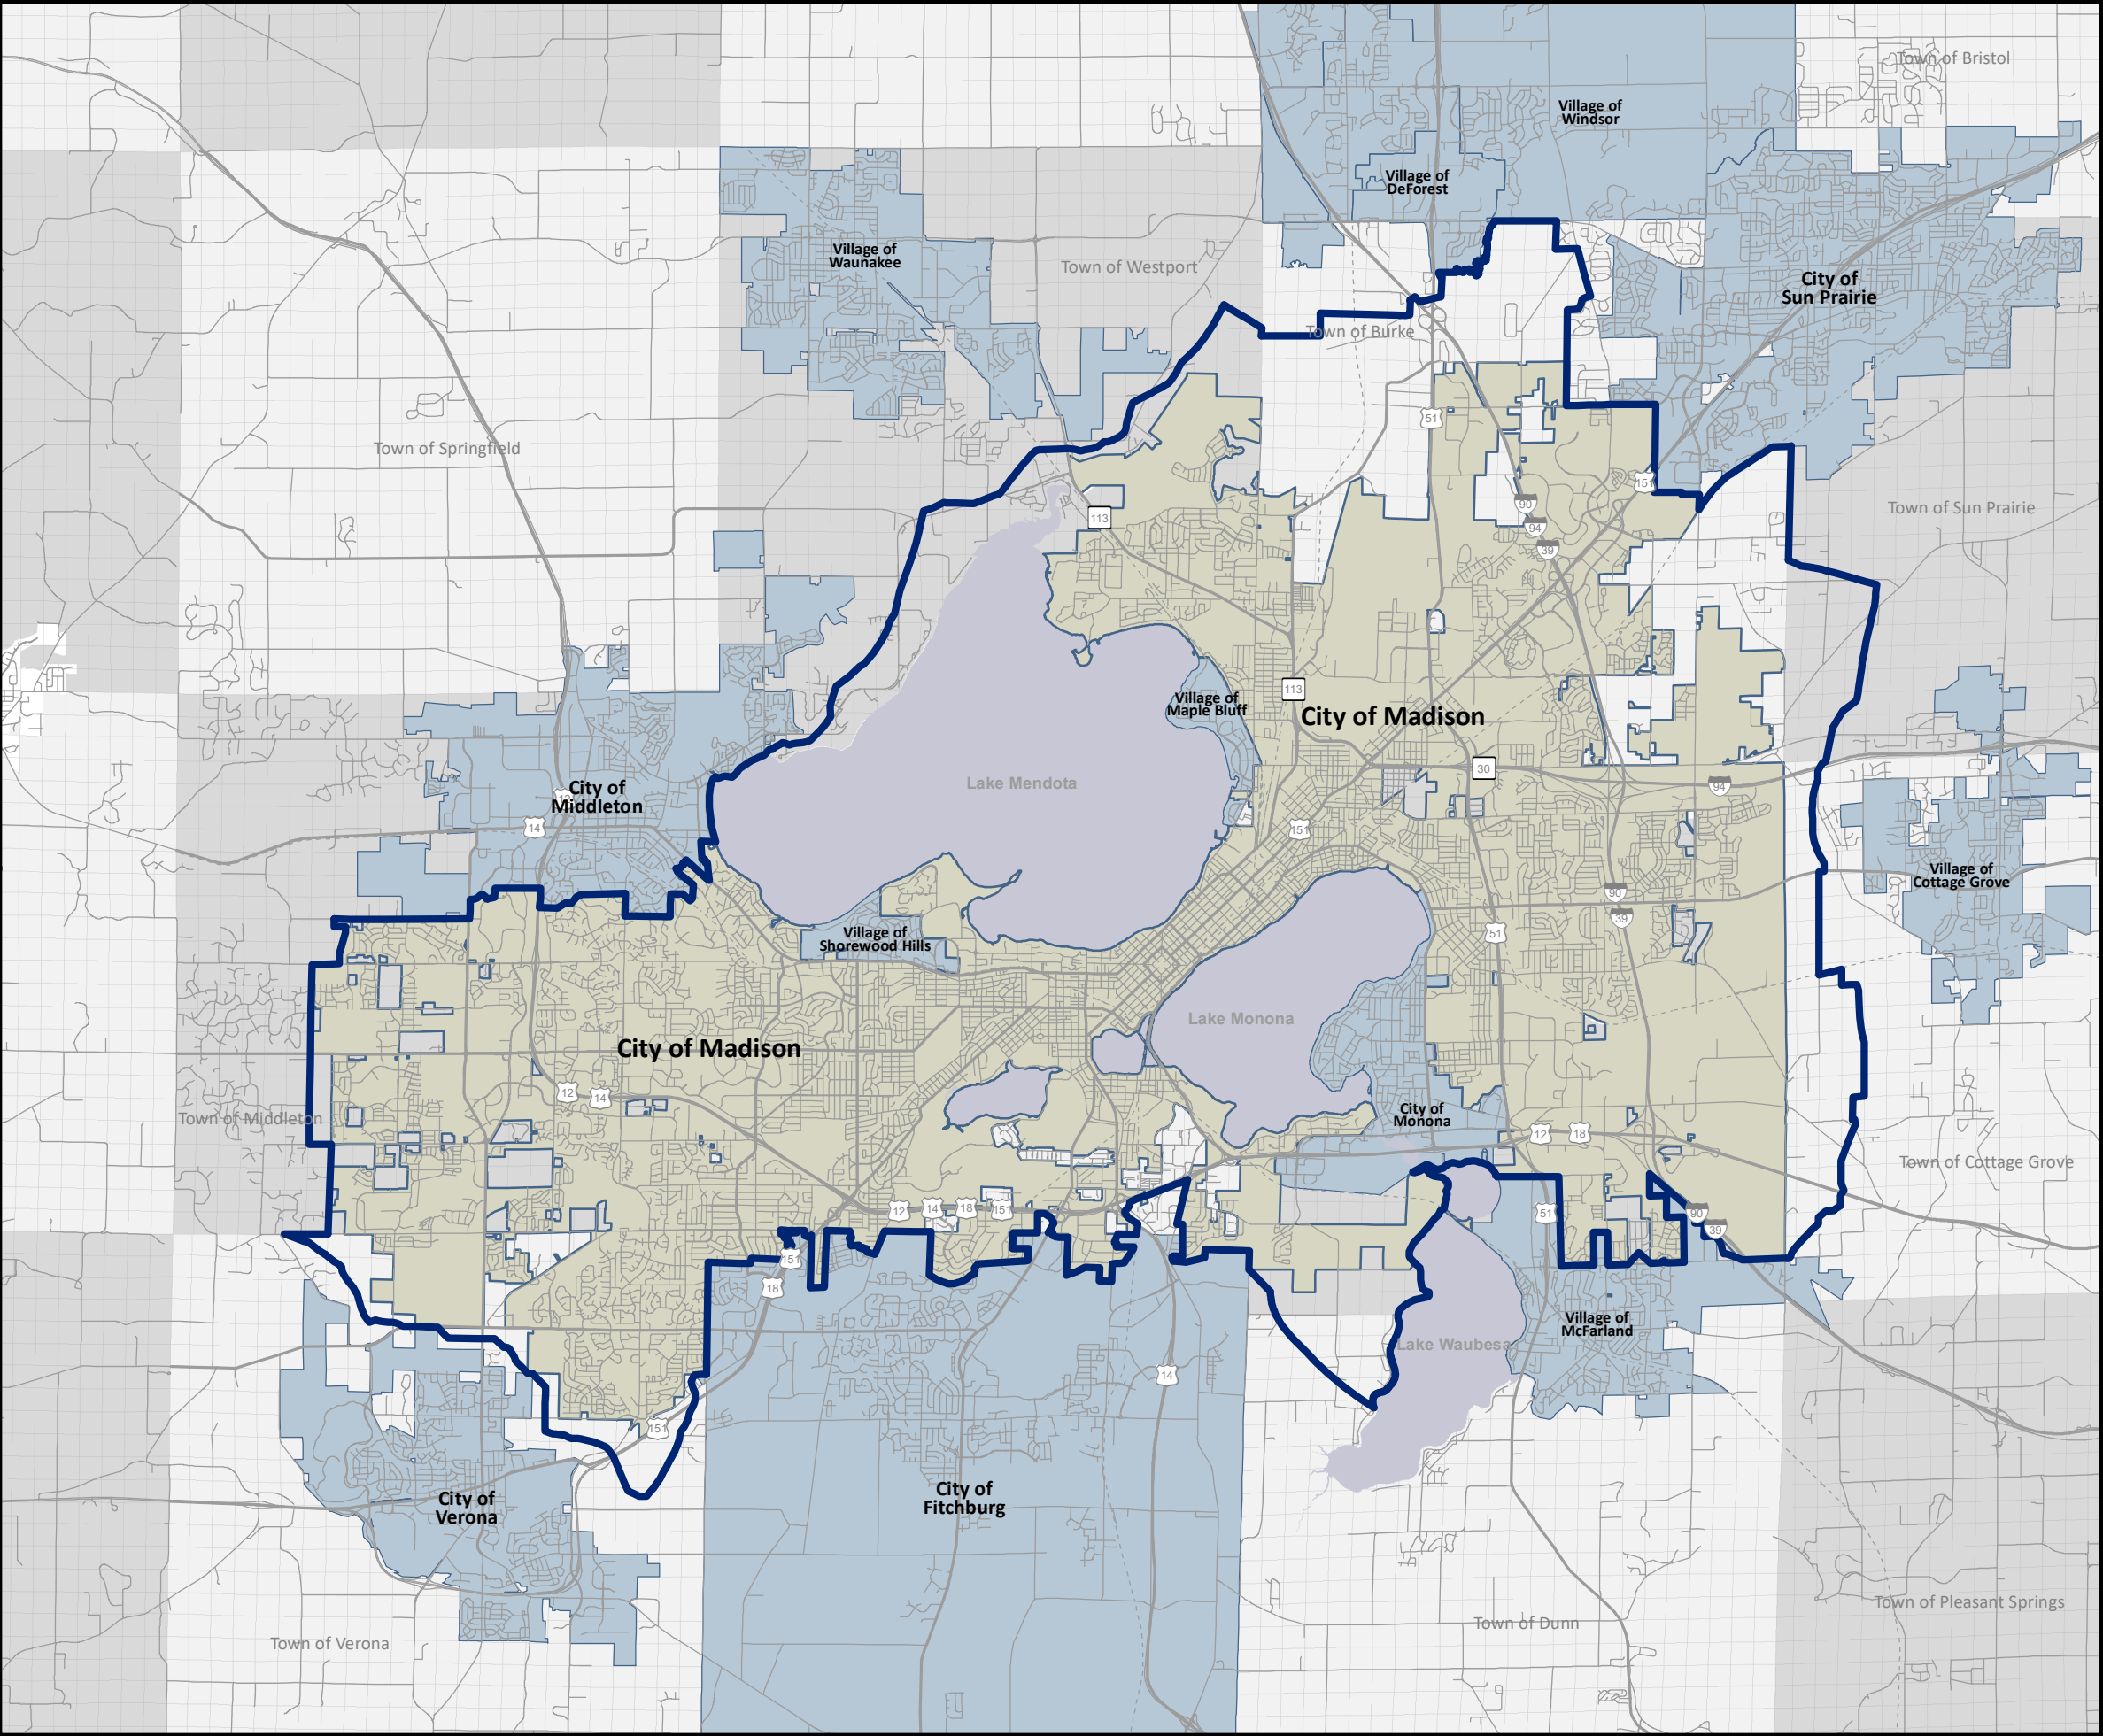 Town of Bristol
Village of
Windsor
Village of
DeForest
Village of
Waunakee
Town of Westport
City of
Sun Prairie
Town of Burke
51
Town of Springfield
151
90
Town of Sun Prairie
113
94
39
113
Village of
Maple Bluff
City of Madison
30
Lake Mendota
94
City of
Middleton
12
14
151
Village of
Cottage Grove
90
39
51
Village of
Shorewood Hills
Lake Monona
City of Madison
12
14
Town of Middleton
City of
Monona
12
18
Town of Cottage Grove
12
14
18
151
51
90
39
151
18
Village of
McFarland
Lake Waubesa
14
151
City of
Verona
City of
Fitchburg
Town of Verona
Town of Dunn
Town of Pleasant Springs